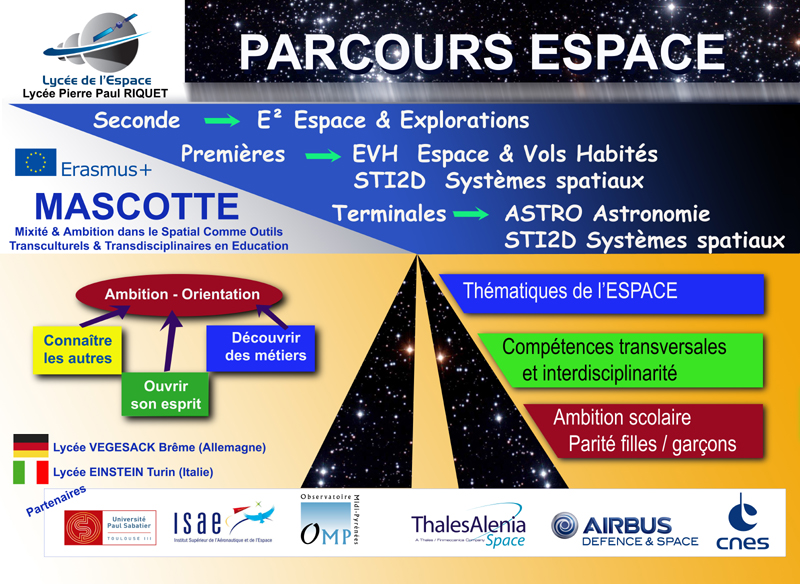 PARCOURS ESPACE
Lycée de l'Espace
Lycée Pierre Paul RIQUET
Seconde E² Espace & Explorations
Premières EVH Espace & Vols Habités
STI2D Systèmes spatiaux
Terminales ASTRO Astronomie
STI2D Systèmes spatiaux
Erasmus+
MASCOTTE
Mixité & Ambition dans le Spatial Comme Outils
Transculturels & Transdisciplinaires en Education
Ambition - Orientation
Connaître
les autres
Ouvrir
son esprit
Découvrir
des métiers
Thématiques de l'ESPACE
Compétences transversales
et interdisciplinarité
Ambition scolaire
Parité filles / garçons
Lycée VEGESACK Brême (Allemagne)
Lycée EINSTEIN Turin (Italie)
Partenaires
Université
Paul Sabatier
TOULOUSE III
isae
Institut Supérieur de l'Aéronautique et de l'Espace
Observatoire
Midi-Pyrénées
OMP
ThalesAlenia
A Thales / Finmeccanica Company
Space
AIRBUS
DEFENCE & SPACE
cnes